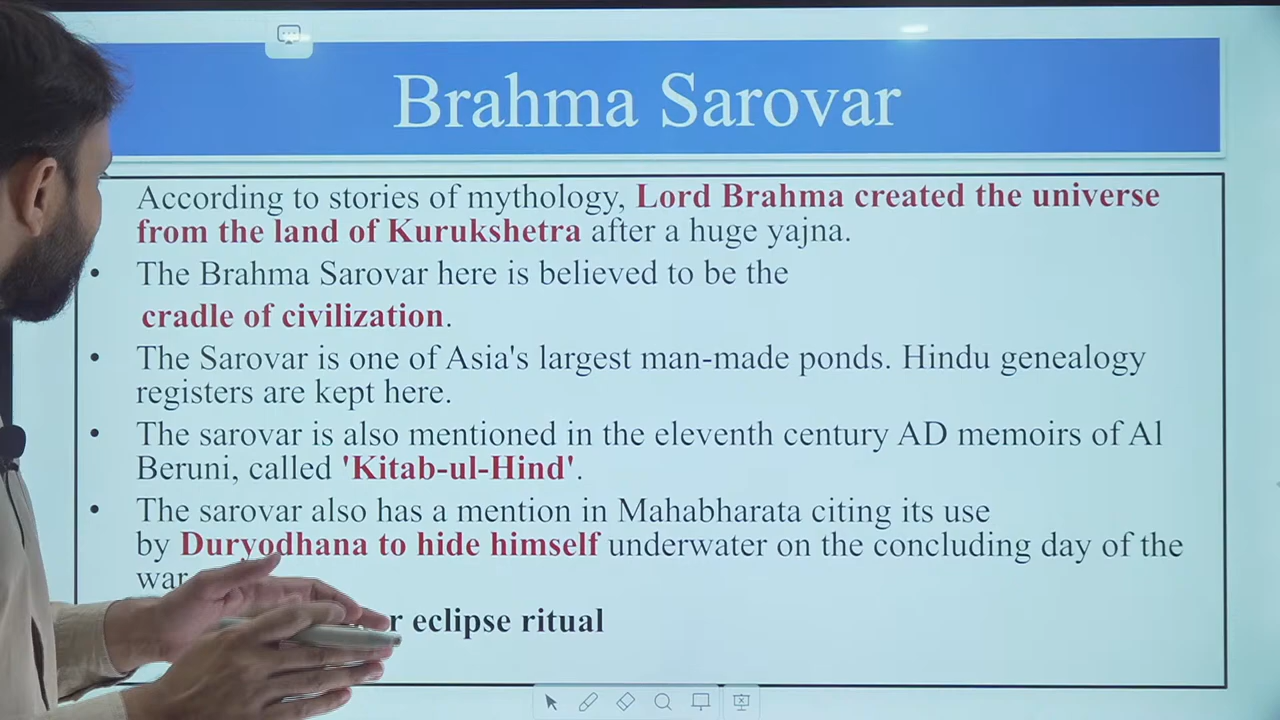 Brahma Sarovar
According to stories of mythology, Lord Brahma created the universe
from the land of Kurukshetra after a huge yajna.
• The Brahma Sarovar here is believed to be the
cradle of civilization.
• The Sarovar is one of Asia's largest man-made ponds. Hindu genealogy
registers are kept here.
• The sarovar is also mentioned in the eleventh century AD memoirs of Al
Beruni, called 'Kitab-ul-Hind'.
• The sarovar also has a mention in Mahabharata citing its use
by Duryodhana to hide himself underwater on the concluding day of the
war
eclipse ritual